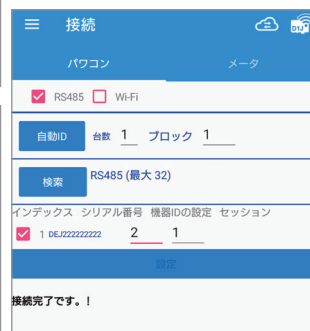 接続
パワコン メータ
RS485 Wi-Fi
自動ID 台数 1 ブロック 1
検索 RS485 (最大 32)
インデックス シリアル番号 機器IDの設定 セッション
1 DEJ222222222 2 1
設定
接続完了です。!